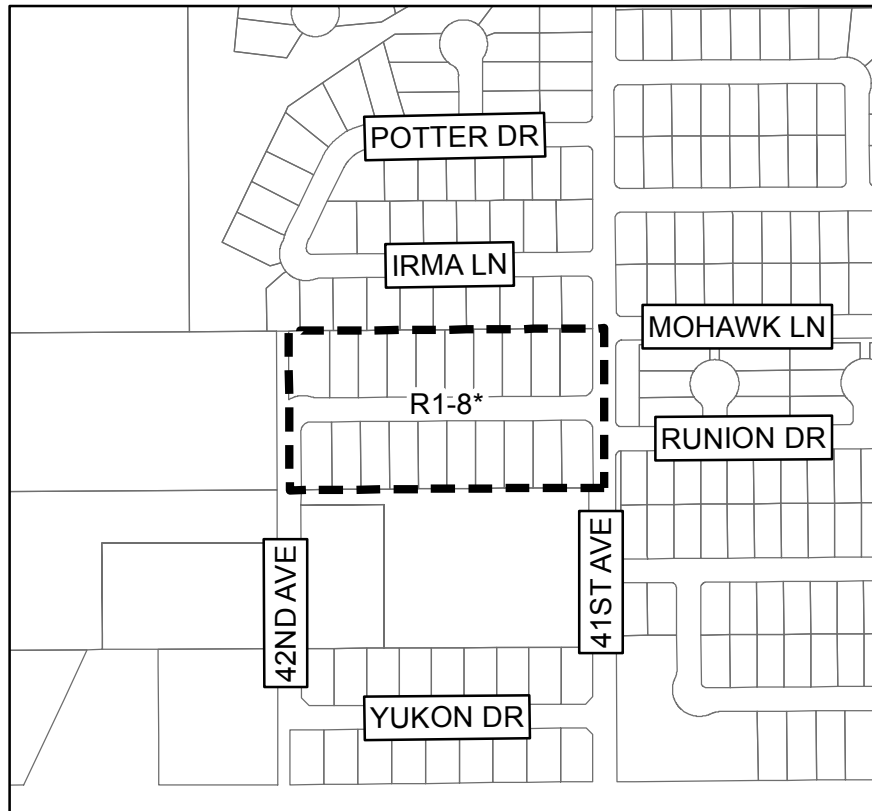 POTTER DR
IRMA LN
MOHAWK LN
R1-8*
RUNION DR
42ND AVE
41ST AVE
YUKON DR